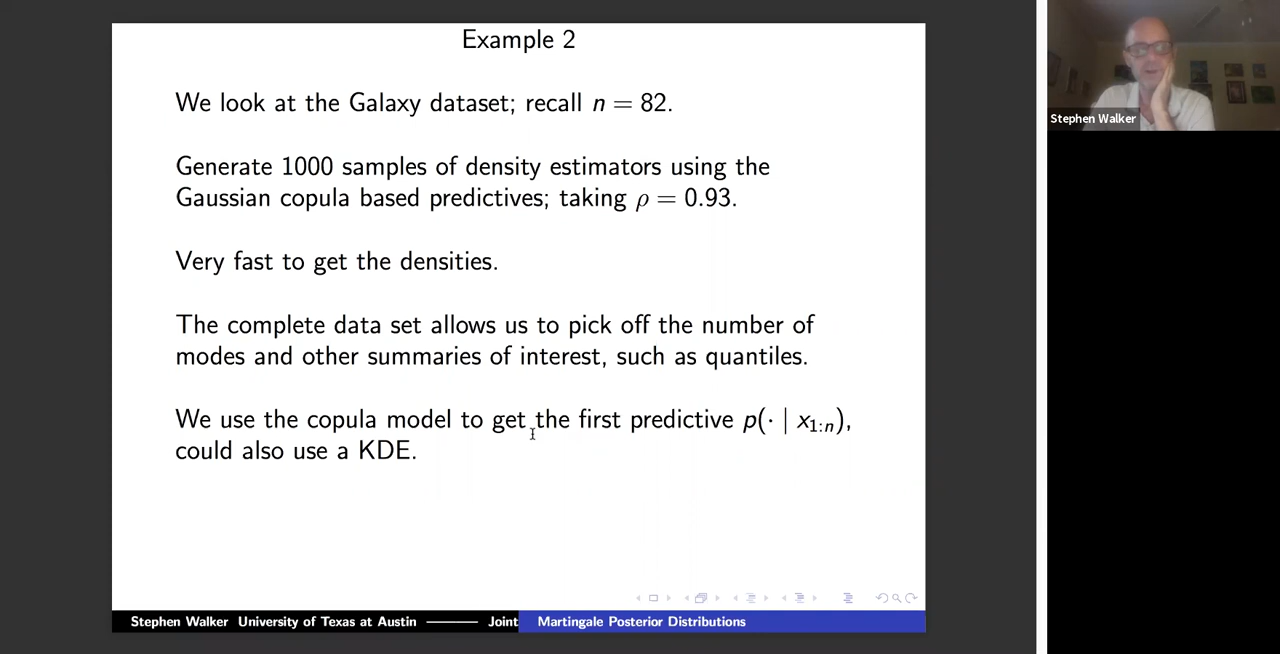 Example 2
We look at the Galaxy dataset; recall n = 82.
Generate 1000 samples of density estimators using the
Gaussian copula based predictives; taking ρ = 0.93.
Very fast to get the densities.
The complete data set allows us to pick off the number of
modes and other summaries of interest, such as quantiles.
We use the copula model to get the first predictive p(· | x₁:ₙ),
could also use a KDE.
Stephen Walker University of Texas at Austin —— Joint Martingale Posterior Distributions
Stephen Walker